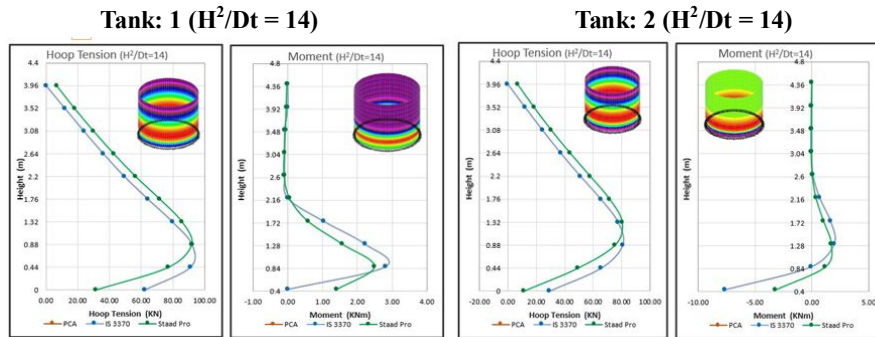 Tank: 1 (H²/Dt = 14)
Tank: 2 (H²/Dt = 14)
Hoop Tension (H²/Dt=14)
Height (m)
4.4
3.96
3.52
3.08
2.64
2.2
1.76
1.32
0.88
0.44
0
0.00 20.00 40.00 60.00 80.00 100.00
Hoop Tension (KN)
PCA IS 3370 Staad Pro
Moment (H²/Dt=14)
Height (m)
4.8
4.36
3.92
3.48
3.04
2.6
2.16
1.72
1.28
0.84
0.4
-1.00 0.00 1.00 2.00 3.00 4.00
Moment (KNm)
PCA IS 3370 Staad Pro
Hoop Tension (H²/Dt=14)
Height (m)
4.4
3.96
3.52
3.08
2.64
2.2
1.76
1.32
0.88
0.44
0
-20.00 0.00 20.00 40.00 60.00 80.00 100.00
Hoop Tension (KN)
PCA IS 3370 Staad Pro
Moment (H²/Dt=14)
Height (m)
4.8
4.36
3.92
3.48
3.04
2.6
2.16
1.72
1.28
0.84
0.4
-10.00 -5.00 0.00 5.00
Moment (KNm)
PCA IS 3370 Staad Pro